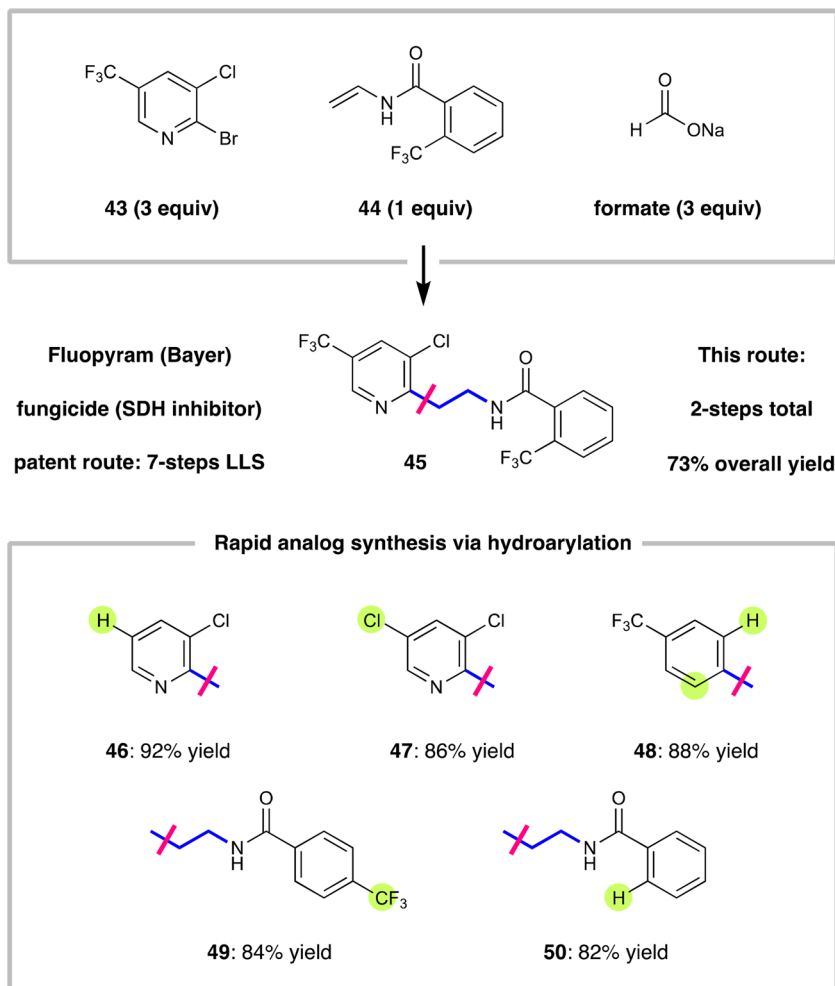 F₃C
Cl
N
Br
43 (3 equiv)
O
N
H
F₃C
44 (1 equiv)
O
H
ONa
formate (3 equiv)
Fluopyram (Bayer)
fungicide (SDH inhibitor)
patent route: 7-steps LLS
F₃C
Cl
N
O
N
H
F₃C
45
This route:
2-steps total
73% overall yield
Rapid analog synthesis via hydroarylation
H
Cl
N
46: 92% yield
Cl
Cl
N
47: 86% yield
F₃C
H
48: 88% yield
O
N
H
CF₃
49: 84% yield
O
N
H
H
50: 82% yield